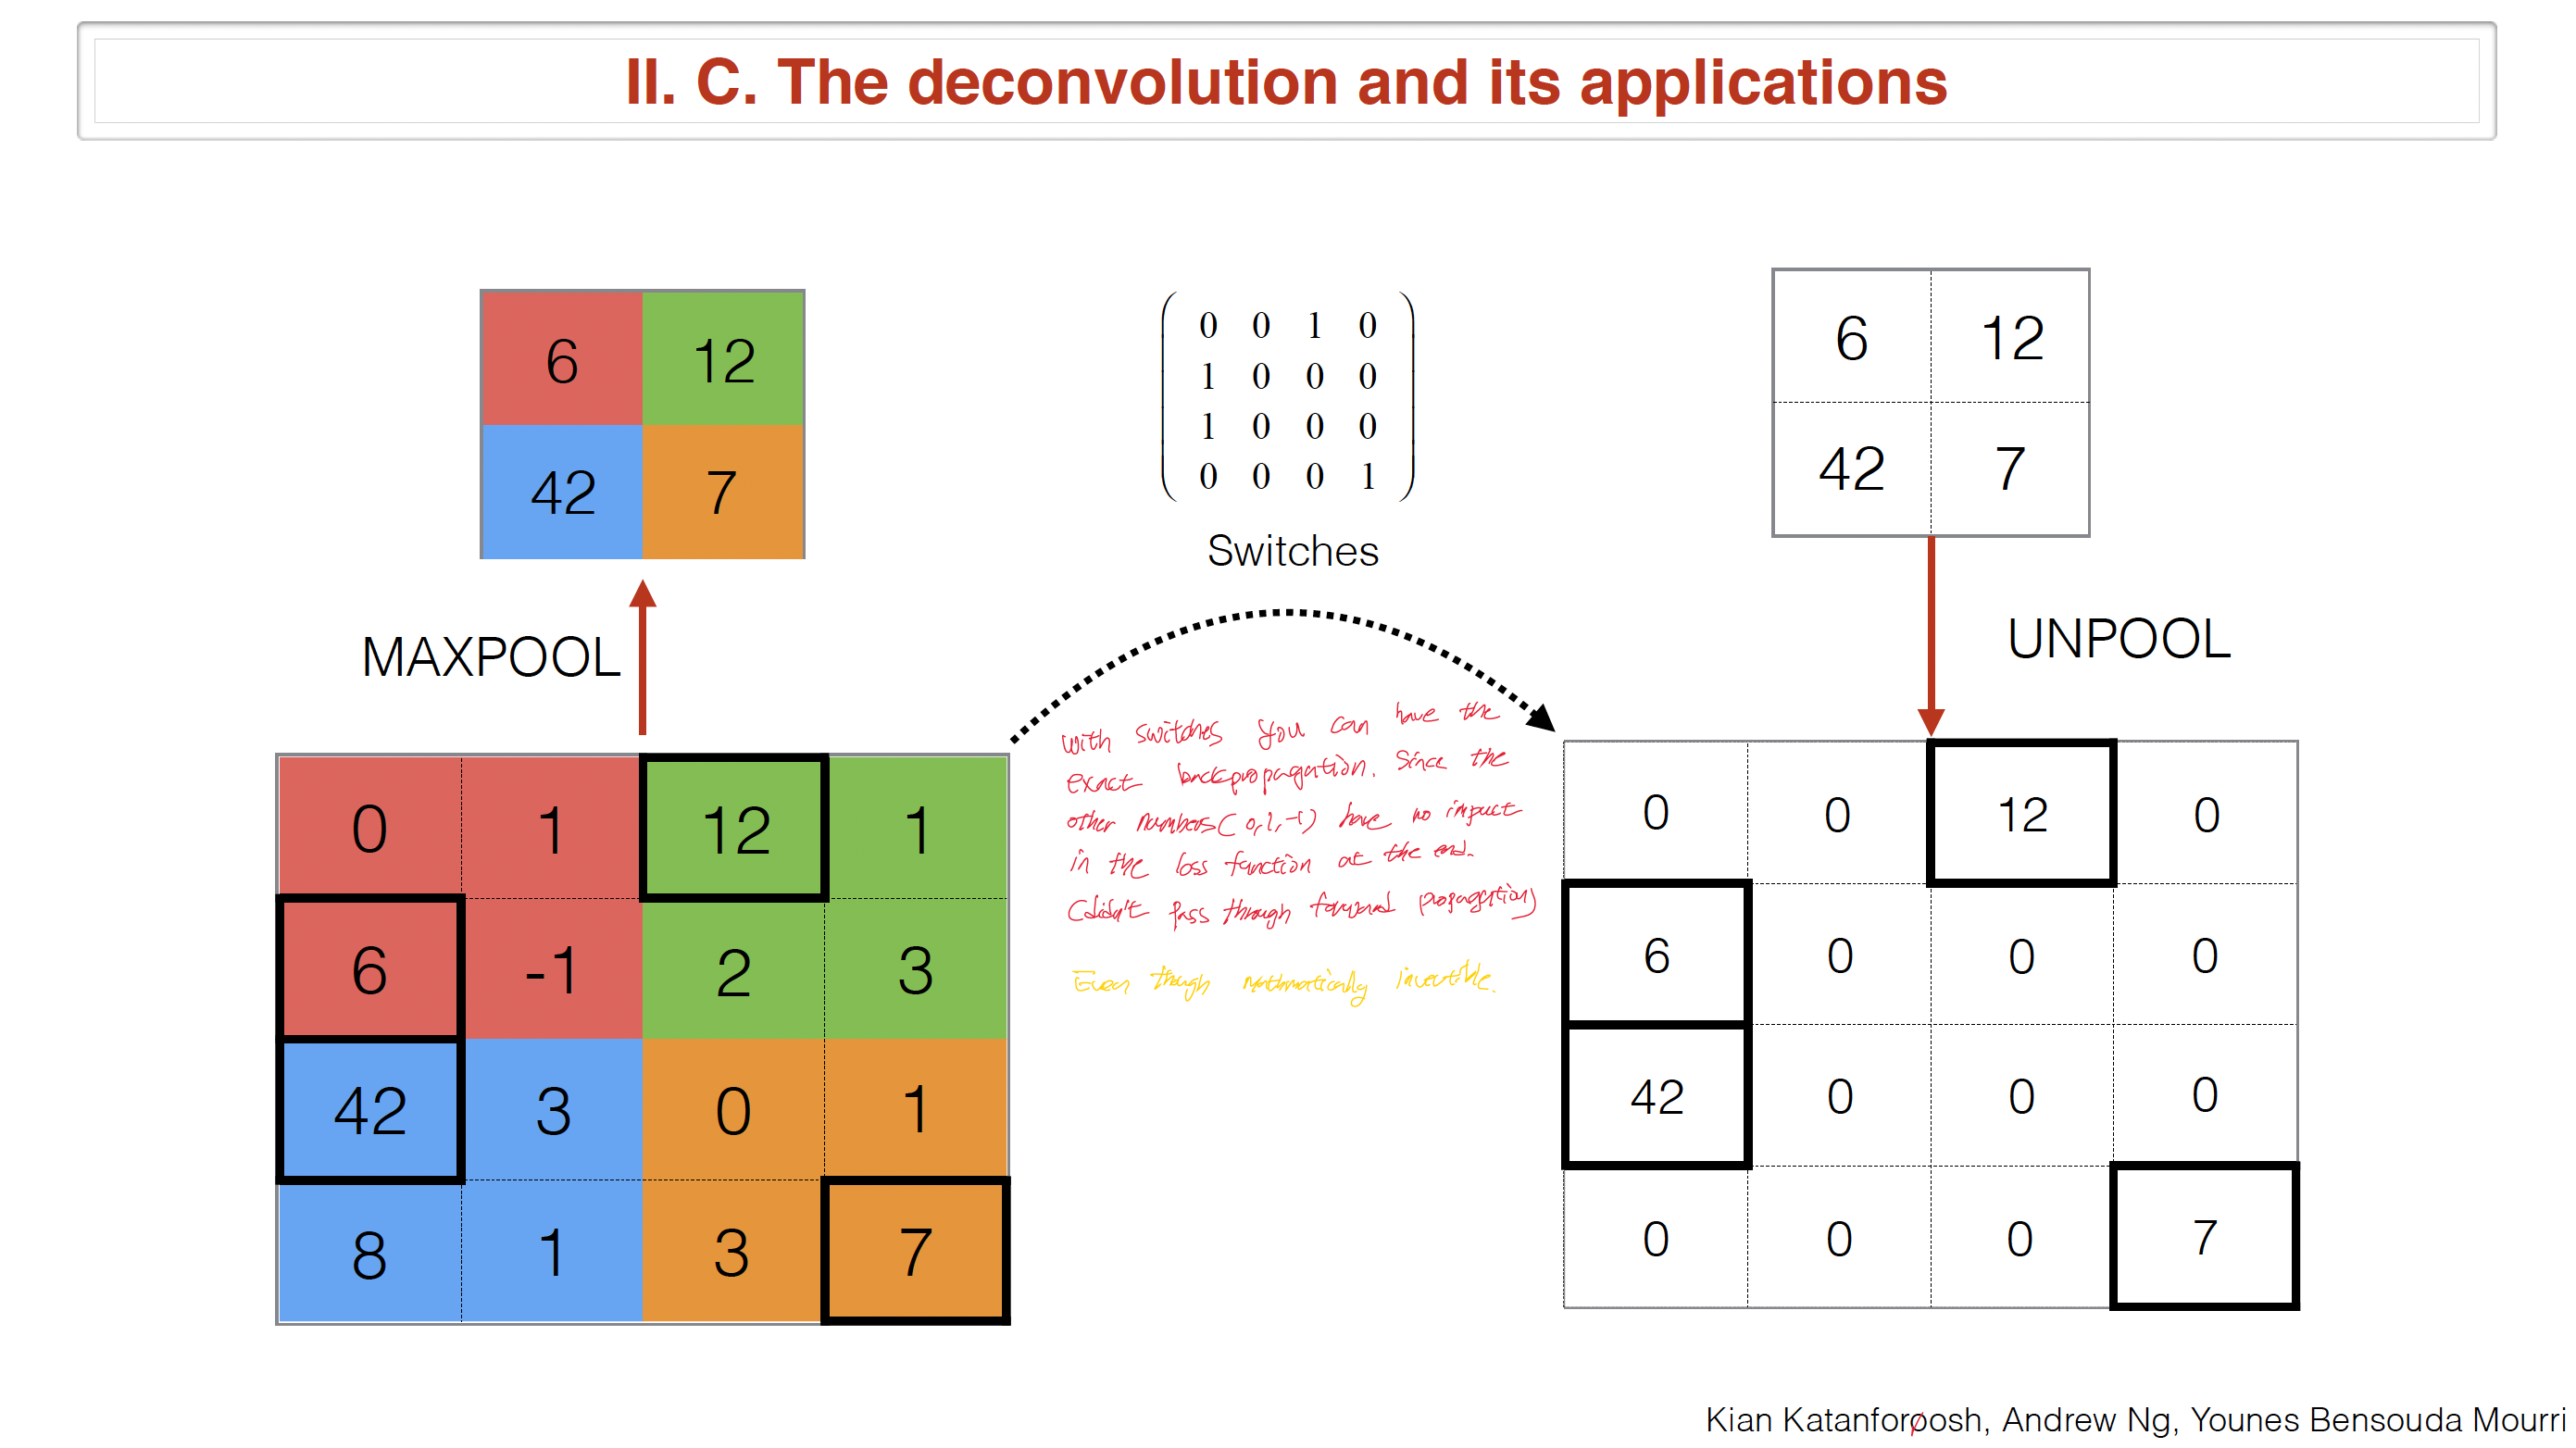 II. C. The deconvolution and its applications
6 12
42 7
MAXPOOL
0 1 12 1
6 -1 2 3
42 3 0 1
8 1 3 7
0 0 1 0
1 0 0 0
1 0 0 0
0 0 0 1
Switches
with switches you can have the
exact backpropagation. Since the
other numbers (0,1,-1) have no impact
in the loss function at the end.
(didn't pass through forward propagation)
Even though mathematically invertible.
6 12
42 7
UNPOOL
0 0 12 0
6 0 0 0
42 0 0 0
0 0 0 7
Kian Katanforoosh, Andrew Ng, Younes Bensouda Mourri